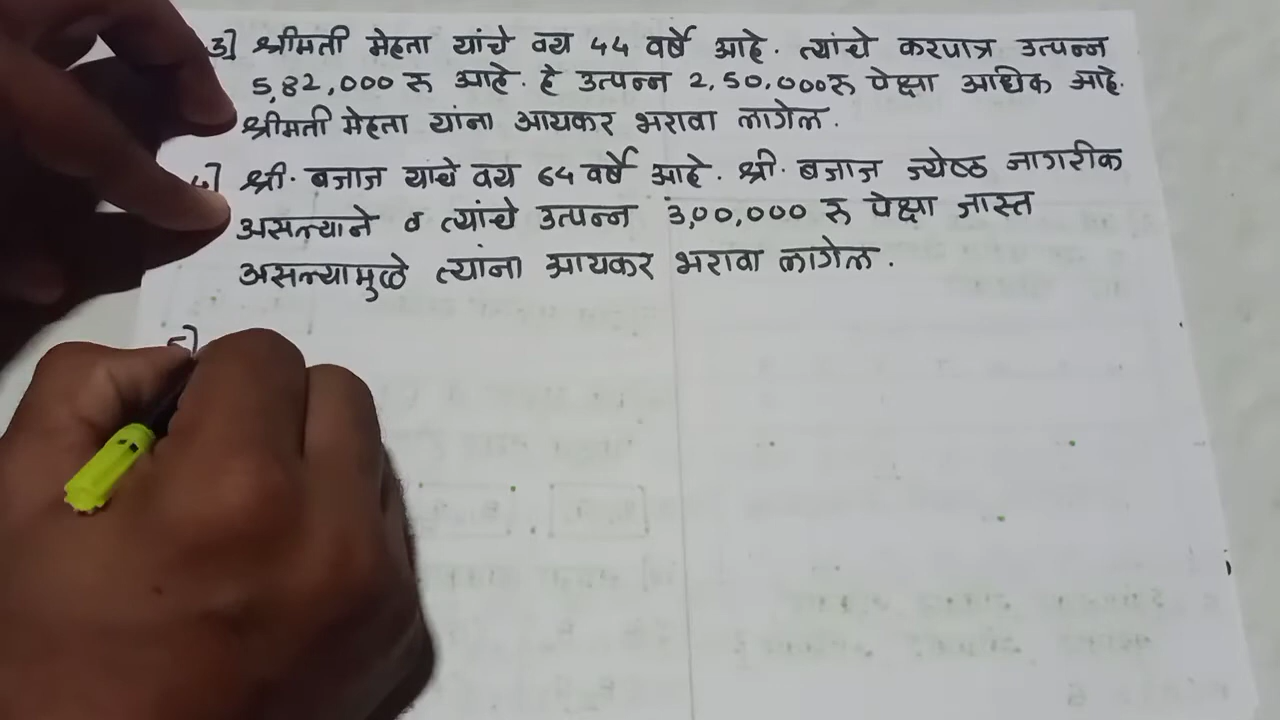 3] श्रीमती मेहता यांचे वय 44 वर्षे आहे. त्यांचे करपात्र उत्पन्न
5,82,000 रु आहे. हे उत्पन्न 2,50,000 रु पेक्षा अधिक आहे.
श्रीमती मेहता यांना आयकर भरावा लागेल.
श्री. बजाज यांचे वय 64 वर्षे आहे. श्री. बजाज ज्येष्ठ नागरीक
असल्याने व त्यांचे उत्पन्न 3,00,000 रु पेक्षा जास्त
असल्यामुळे त्यांना आयकर भरावा लागेल.
5]